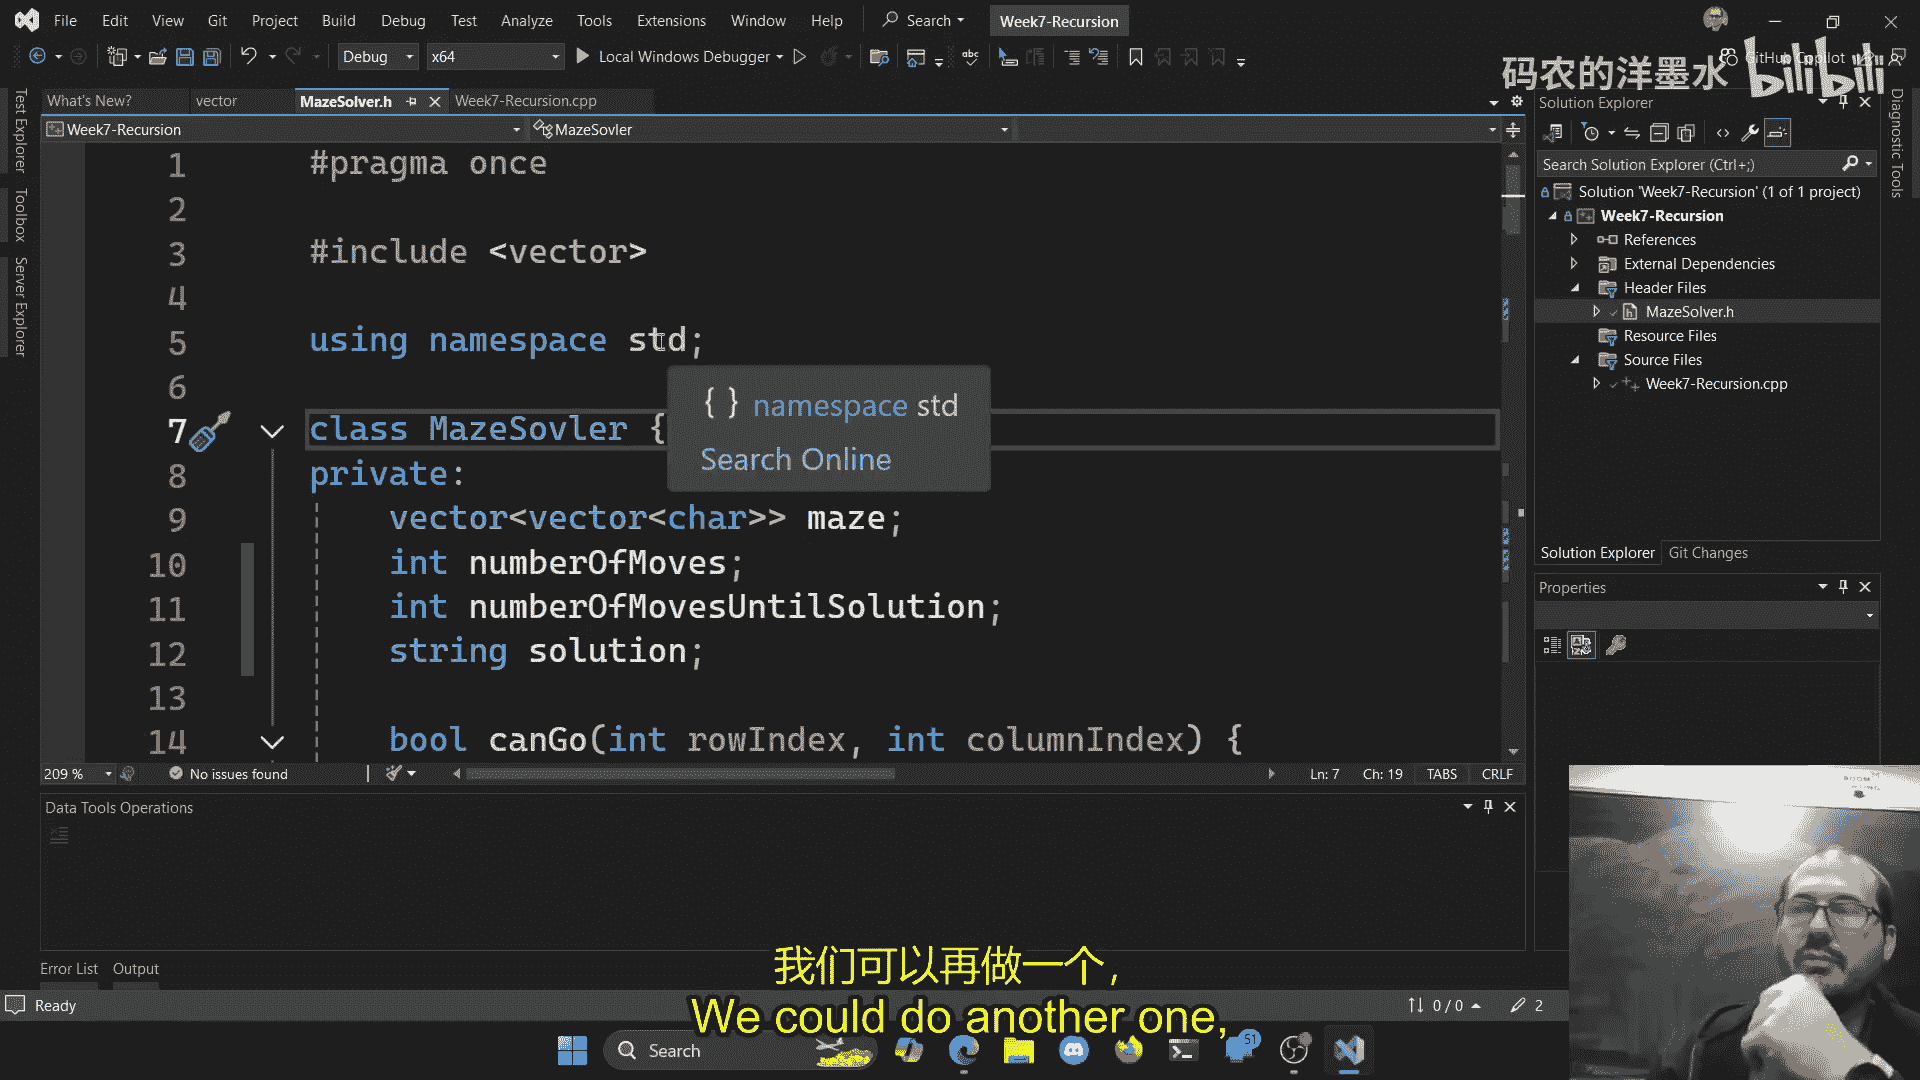 File Edit View Git Project Build Debug Test Analyze Tools Extensions Window Help Search Week7-Recursion
Debug x64 Local Windows Debugger GitHub Copilot
码农的洋墨水 bilibili
What's New? vector MazeSolver.h Week7-Recursion.cpp
Week7-Recursion MazeSovler
Test Explorer
Toolbox
Server Explorer
1 #pragma once
2
3 #include <vector>
4
5 using namespace std;
6
{ } namespace std
Search Online
7 class MazeSovler {
8 private:
9 vector<vector<char>> maze;
10 int numberOfMoves;
11 int numberOfMovesUntilSolution;
12 string solution;
13
14 bool canGo(int rowIndex, int columnIndex) {
209 % No issues found Ln: 7 Ch: 19 TABS CRLF
Data Tools Operations
Error List Output
Solution Explorer
Search Solution Explorer (Ctrl+;)
Solution 'Week7-Recursion' (1 of 1 project)
Week7-Recursion
References
External Dependencies
Header Files
MazeSolver.h
Resource Files
Source Files
Week7-Recursion.cpp
Solution Explorer Git Changes
Properties
Diagnostic Tools
我们可以再做一个，
We could do another one,
Ready 0 / 0 2
Search 51